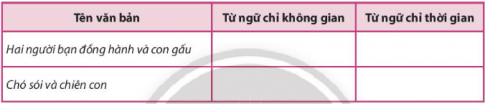 Tên văn bản Từ ngữ chỉ không gian Từ ngữ chỉ thời gian
Hai người bạn đồng hành và con gấu
Chó sói và chiên con